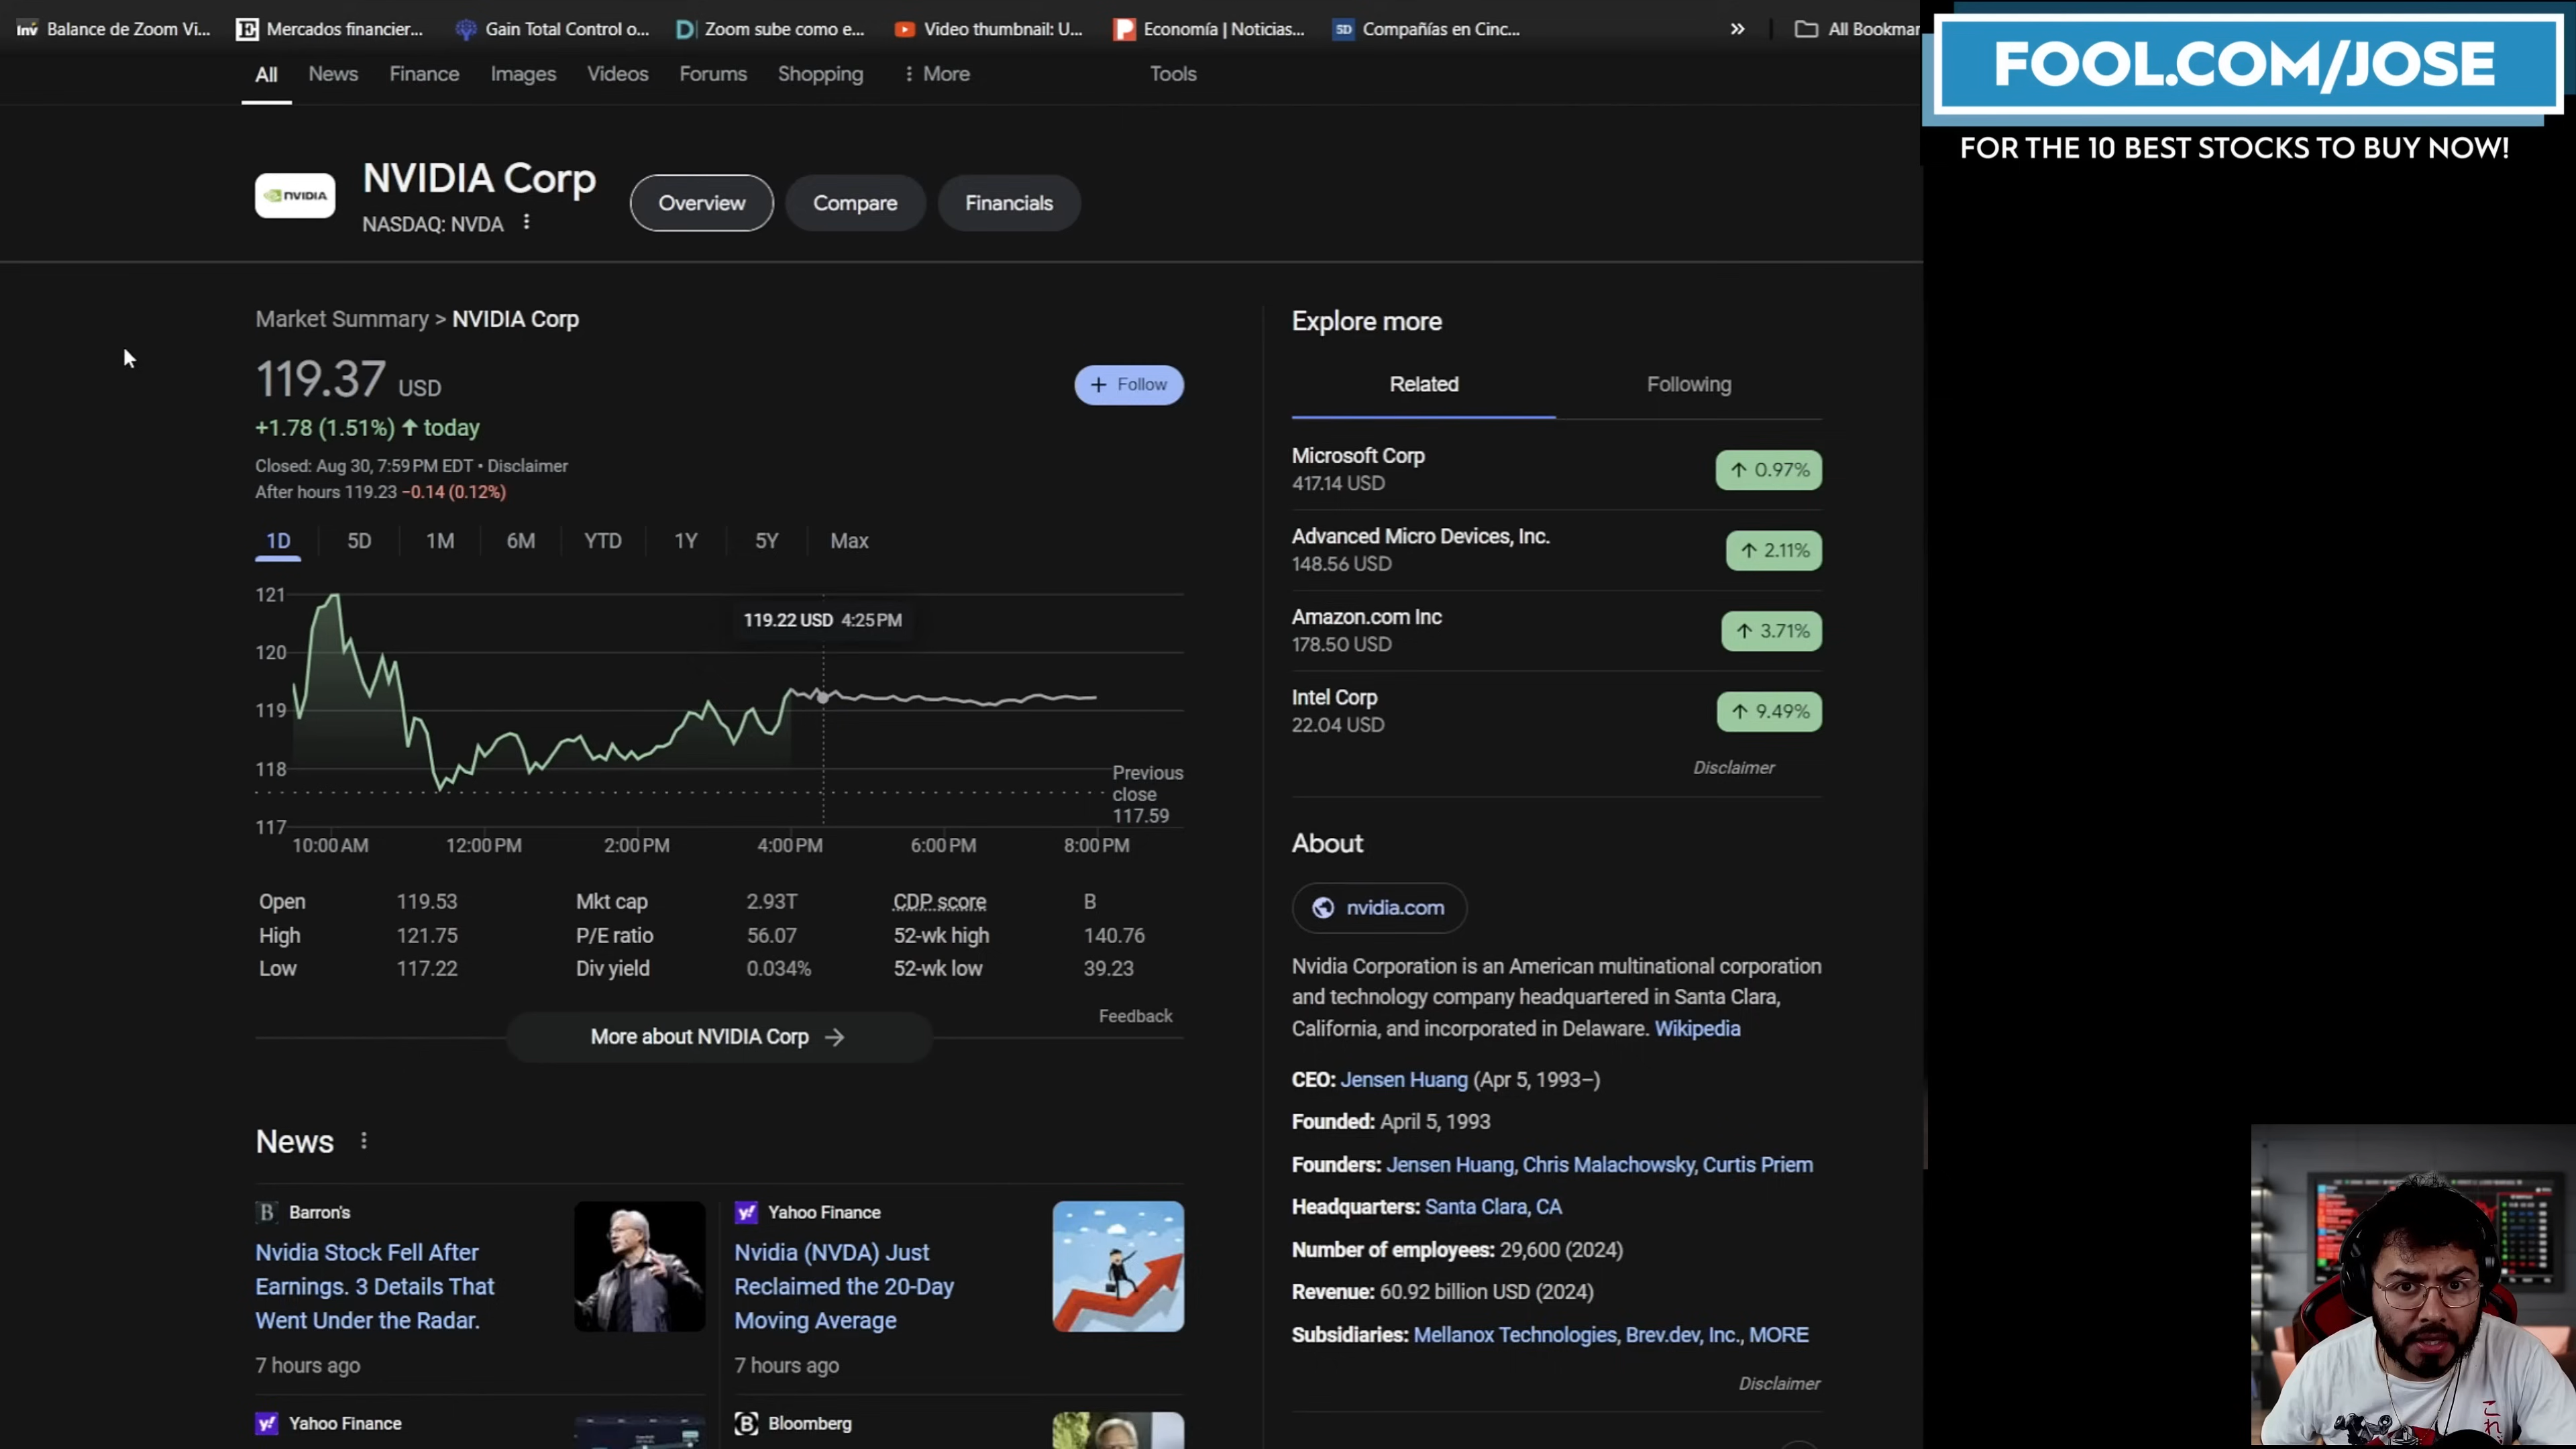 Balance de Zoom Vi...
Mercados financier...
Gain Total Control o...
Zoom sube como e...
Video thumbnail: U...
Economía | Noticias...
Compañías en Cinc...
»
All Bookmar
FOOL.COM/JOSE
FOR THE 10 BEST STOCKS TO BUY NOW!
All News Finance Images Videos Forums Shopping More Tools
NVIDIA
NVIDIA Corp
NASDAQ: NVDA
Overview Compare Financials
Market Summary > NVIDIA Corp
119.37 USD
+ Follow
+1.78 (1.51%) ↑ today
Closed: Aug 30, 7:59 PM EDT • Disclaimer
After hours 119.23 −0.14 (0.12%)
1D 5D 1M 6M YTD 1Y 5Y Max
119.22 USD 4:25 PM
121
120
119
118
117
Previous
close
117.59
10:00 AM 12:00 PM 2:00 PM 4:00 PM 6:00 PM 8:00 PM
Open 119.53 Mkt cap 2.93T CDP score B
High 121.75 P/E ratio 56.07 52-wk high 140.76
Low 117.22 Div yield 0.034% 52-wk low 39.23
Feedback
More about NVIDIA Corp →
News
Barron's
Nvidia Stock Fell After
Earnings. 3 Details That
Went Under the Radar.
7 hours ago
Yahoo Finance
Nvidia (NVDA) Just
Reclaimed the 20-Day
Moving Average
7 hours ago
Yahoo Finance
Bloomberg
Explore more
Related Following
Microsoft Corp
417.14 USD
↑ 0.97%
Advanced Micro Devices, Inc.
148.56 USD
↑ 2.11%
Amazon.com Inc
178.50 USD
↑ 3.71%
Intel Corp
22.04 USD
↑ 9.49%
Disclaimer
About
nvidia.com
Nvidia Corporation is an American multinational corporation
and technology company headquartered in Santa Clara,
California, and incorporated in Delaware. Wikipedia
CEO: Jensen Huang (Apr 5, 1993–)
Founded: April 5, 1993
Founders: Jensen Huang, Chris Malachowsky, Curtis Priem
Headquarters: Santa Clara, CA
Number of employees: 29,600 (2024)
Revenue: 60.92 billion USD (2024)
Subsidiaries: Mellanox Technologies, Brev.dev, Inc., MORE
Disclaimer